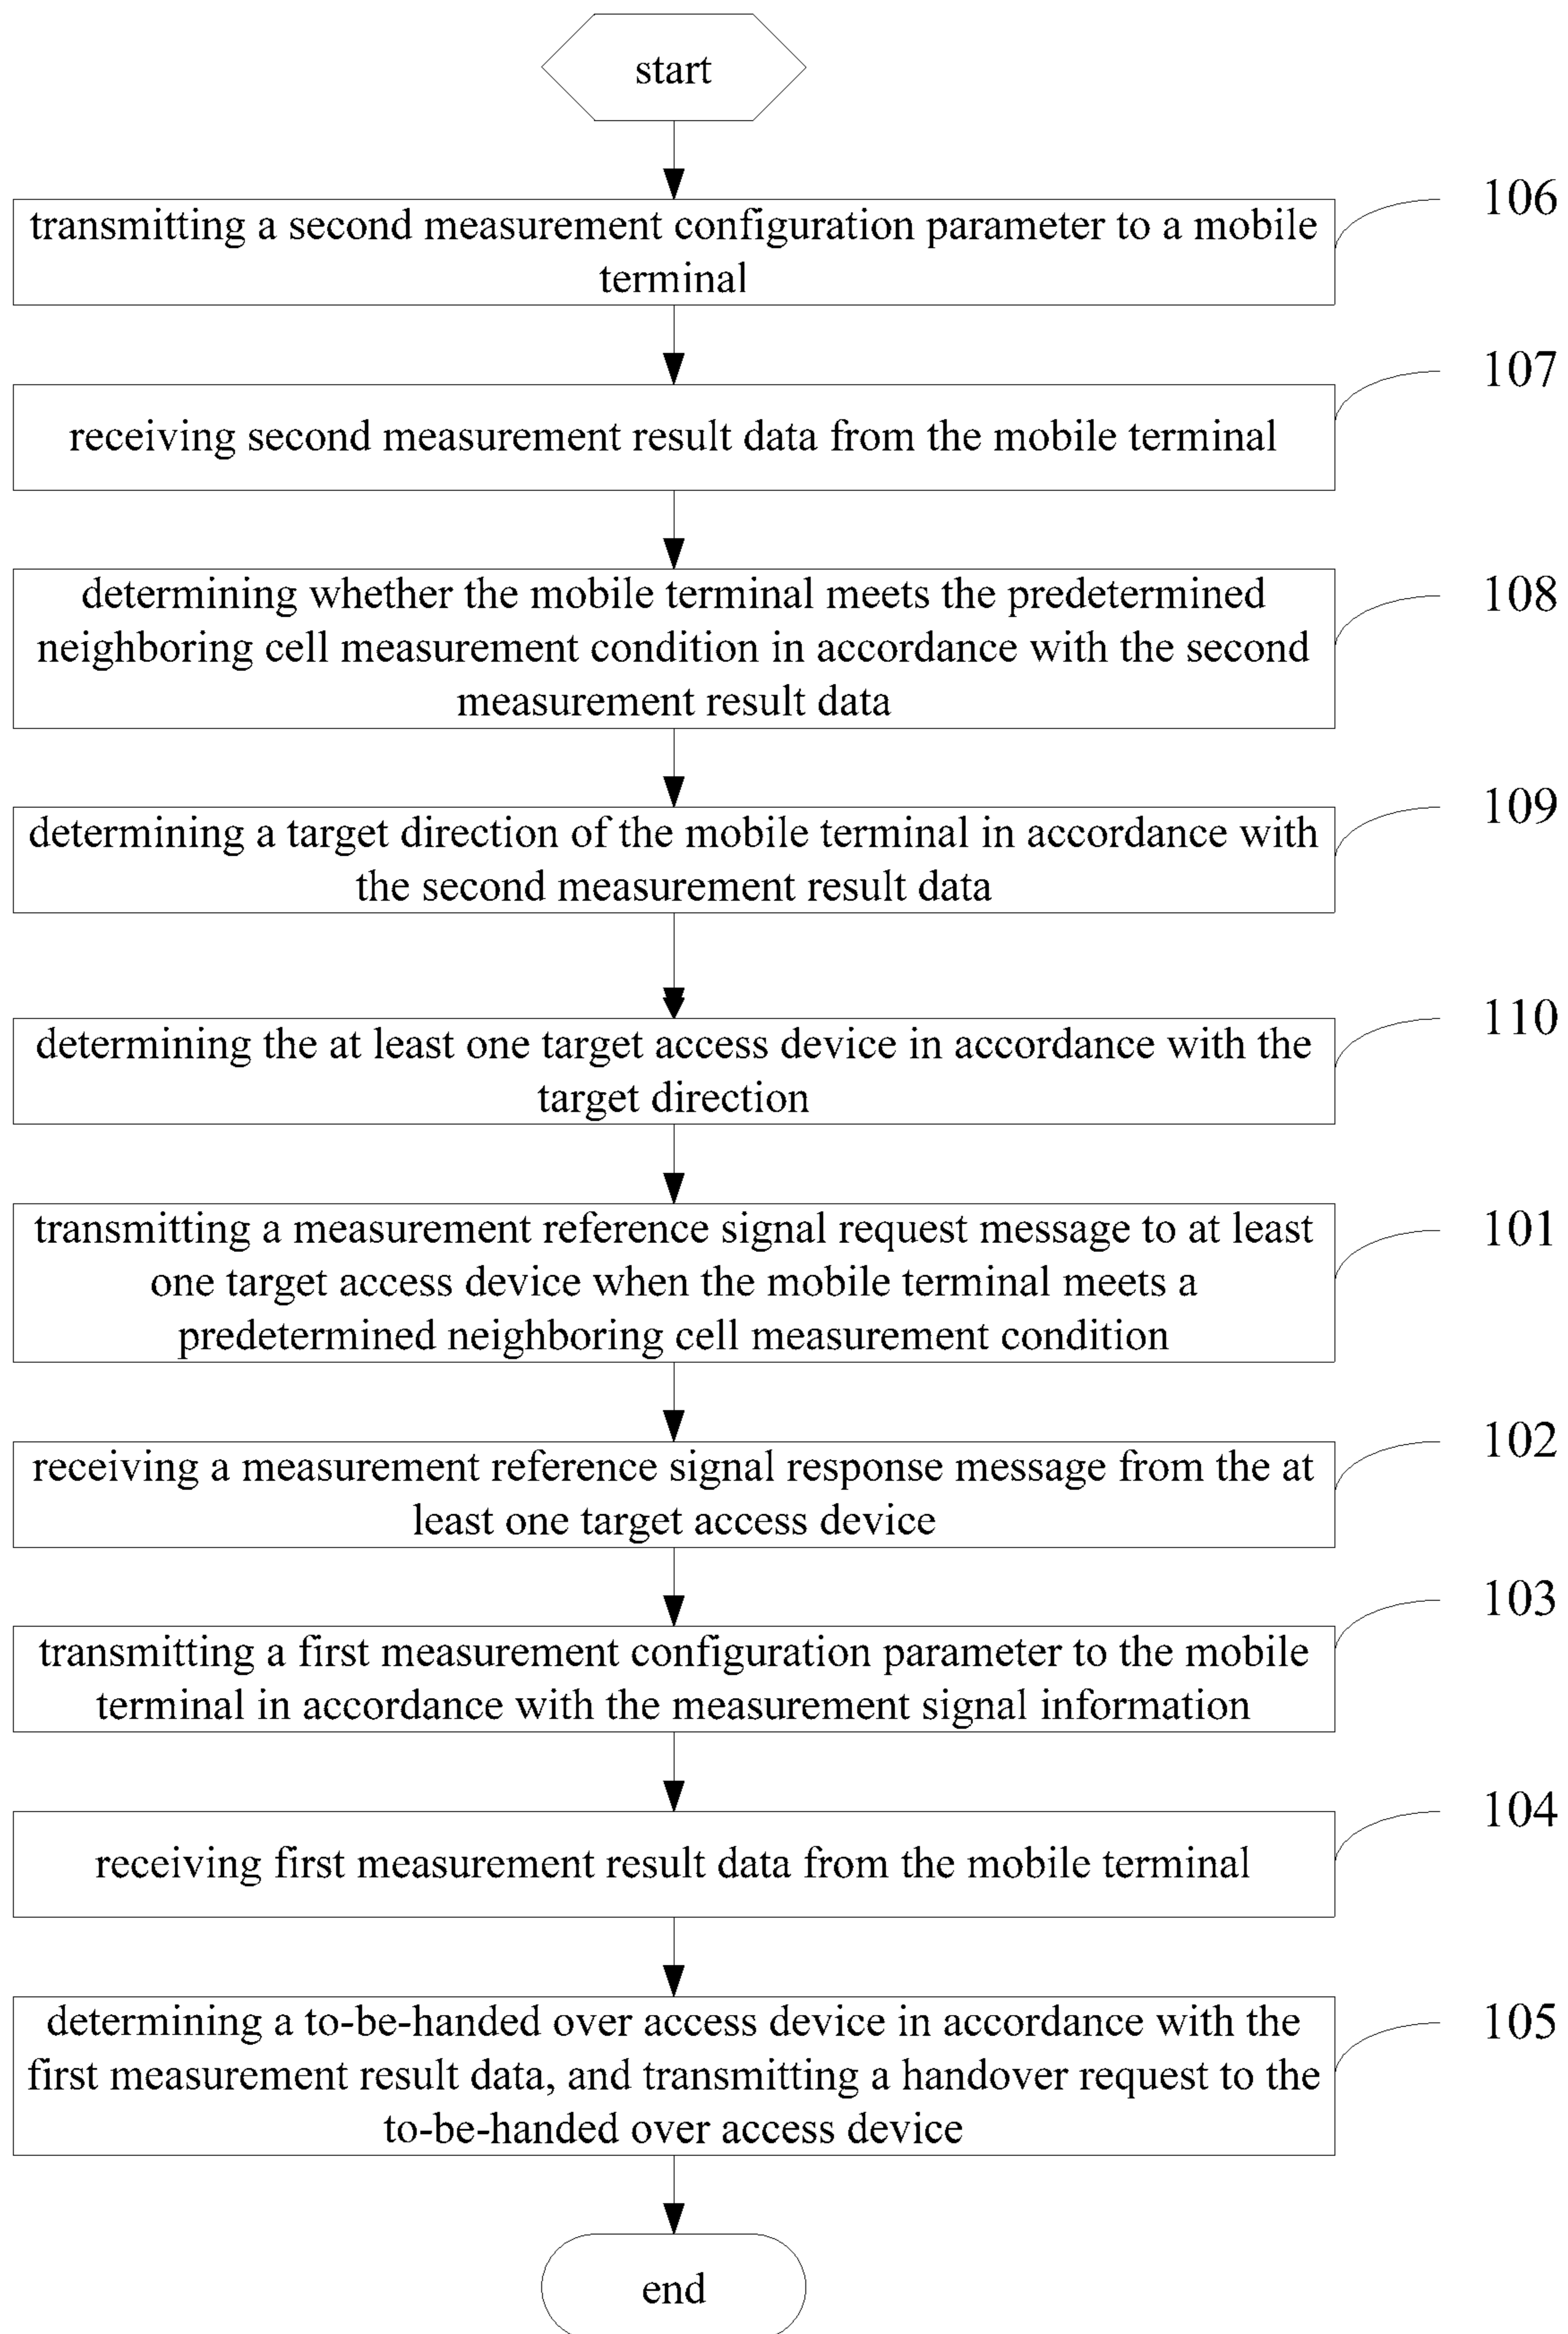 start
106
transmitting a second measurement configuration parameter to a mobile
terminal
107
receiving second measurement result data from the mobile terminal
108
determining whether the mobile terminal meets the predetermined
neighboring cell measurement condition in accordance with the second
measurement result data
109
determining a target direction of the mobile terminal in accordance with
the second measurement result data
110
determining the at least one target access device in accordance with the
target direction
101
transmitting a measurement reference signal request message to at least
one target access device when the mobile terminal meets a
predetermined neighboring cell measurement condition
102
receiving a measurement reference signal response message from the at
least one target access device
103
transmitting a first measurement configuration parameter to the mobile
terminal in accordance with the measurement signal information
104
receiving first measurement result data from the mobile terminal
105
determining a to-be-handed over access device in accordance with the
first measurement result data, and transmitting a handover request to the
to-be-handed over access device
end